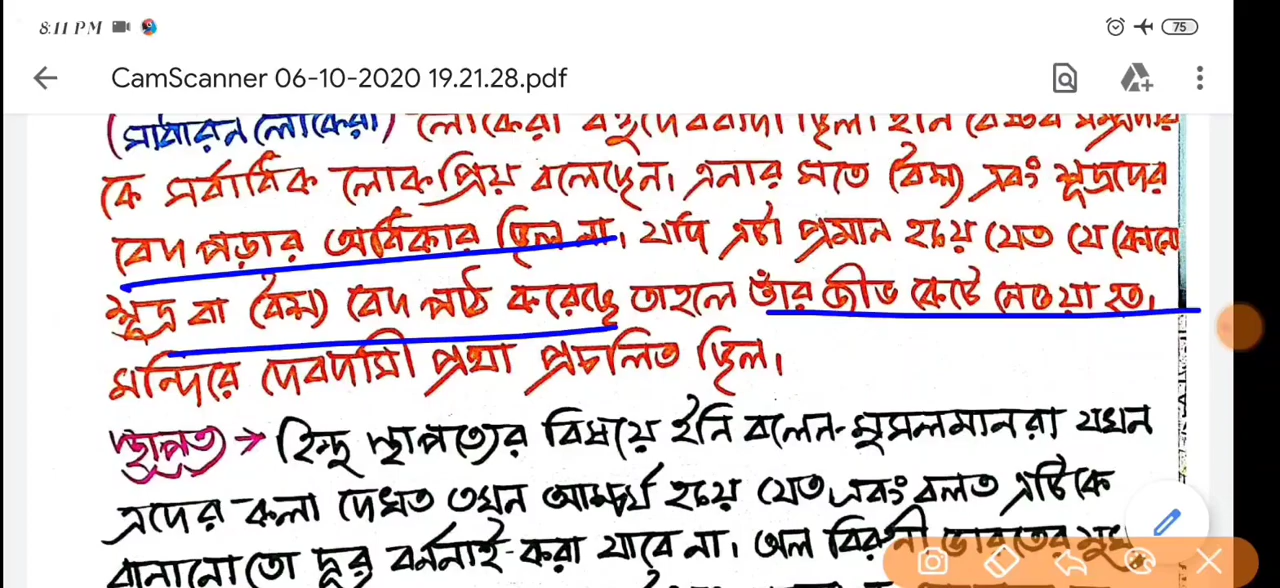 8:11 PM
75
CamScanner 06-10-2020 19.21.28.pdf
(সাধারন লোকেরা) লোকেরা বহুদেববাদী ছিল। ইনি বৈষ্ণব সম্প্রদায়
কে সর্বাধিক লোকপ্রিয় বলেছেন। এনার মতে বৈশ্য এবং শূদ্রদের
বেদ পড়ার অধিকার ছিল না। যদি এটা প্রমান হয়ে যেত যে কোনো
শূদ্র বা বৈশ্য বেদ পাঠ করেছে তাহলে তাঁর জীভ কেটে নেওয়া হত।
মন্দিরে দেবদাসী প্রথা প্রচলিত ছিল।
স্থাপত্য → হিন্দু স্থাপত্যের বিষয়ে ইনি বলেন-মুসলমানরা যখন
এদের কলা দেখত তখন আশ্চর্য হয়ে যেত এবং বলত এটিকে
বানানো তো দূর বর্ননাই করা যাবে না। অল বিরুনী ভারতের